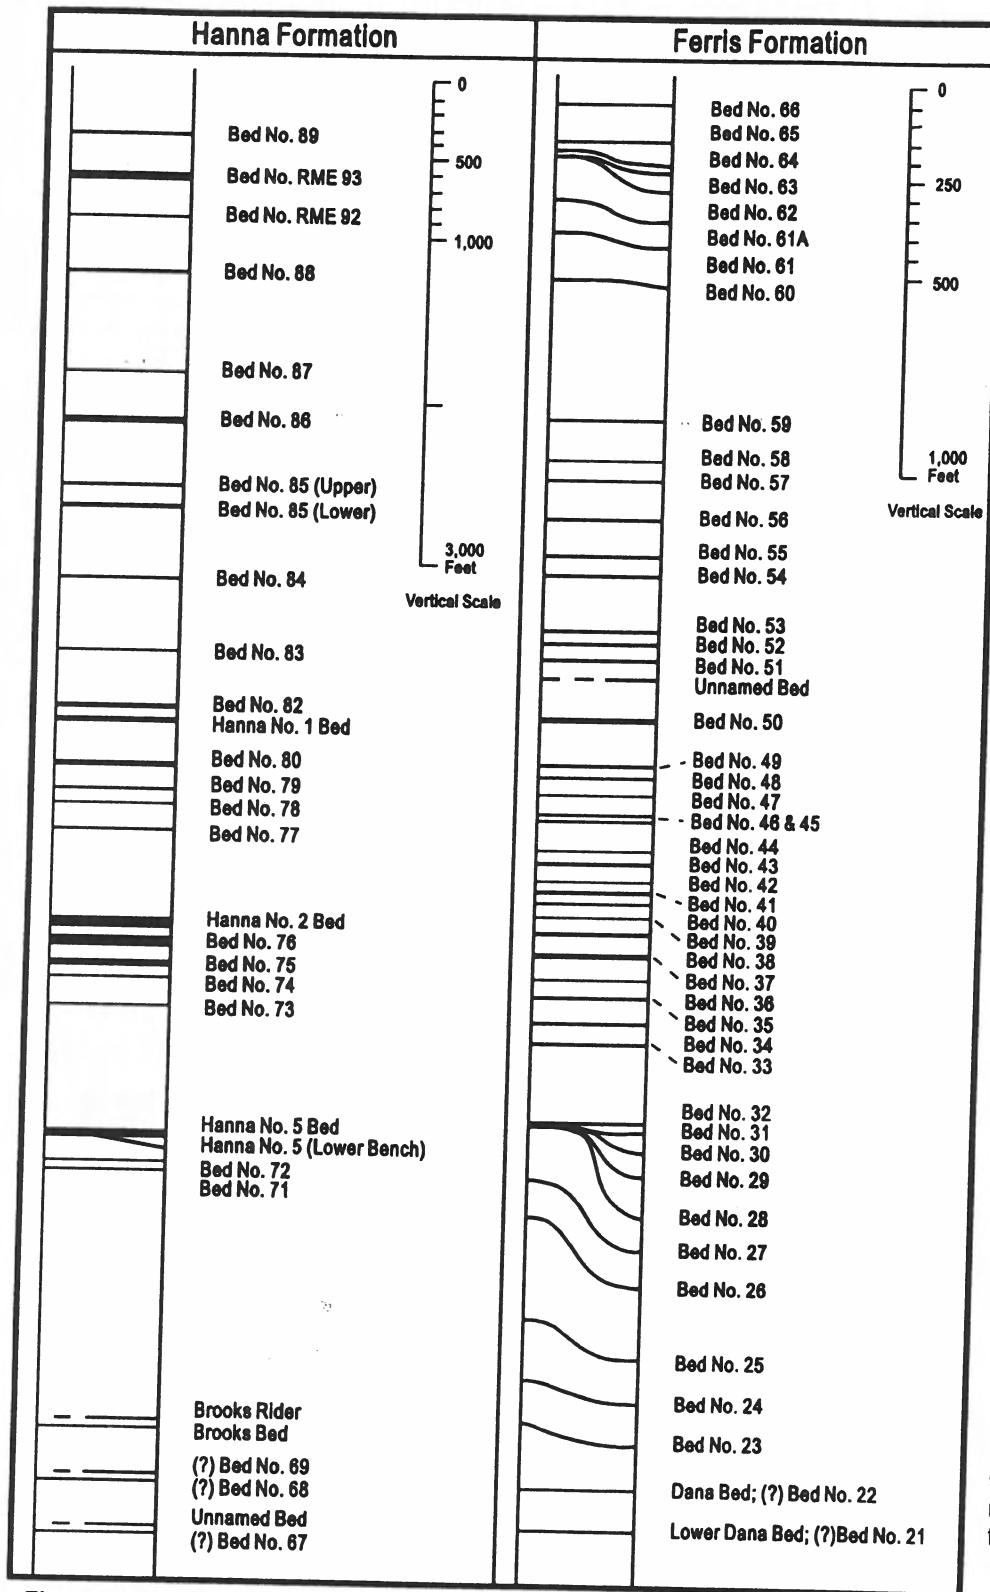 Hanna Formation
0
Bed No. 89
500
Bed No. RME 93
Bed No. RME 92
1,000
Bed No. 88
Bed No. 87
Bed No. 86
Bed No. 85 (Upper)
Bed No. 85 (Lower)
3,000
Feet
Bed No. 84
Vertical Scale
Bed No. 83
Bed No. 82
Hanna No. 1 Bed
Bed No. 80
Bed No. 79
Bed No. 78
Bed No. 77
Hanna No. 2 Bed
Bed No. 76
Bed No. 75
Bed No. 74
Bed No. 73
Hanna No. 5 Bed
Hanna No. 5 (Lower Bench)
Bed No. 72
Bed No. 71
Brooks Rider
Brooks Bed
(?) Bed No. 69
(?) Bed No. 68
Unnamed Bed
(?) Bed No. 67
Ferris Formation
0
Bed No. 66
Bed No. 65
Bed No. 64
Bed No. 63
250
Bed No. 62
Bed No. 61A
Bed No. 61
500
Bed No. 60
Bed No. 59
Bed No. 58
1,000
Feet
Bed No. 57
Vertical Scale
Bed No. 56
Bed No. 55
Bed No. 54
Bed No. 53
Bed No. 52
Bed No. 51
Unnamed Bed
Bed No. 50
Bed No. 49
Bed No. 48
Bed No. 47
Bed No. 46 & 45
Bed No. 44
Bed No. 43
Bed No. 42
Bed No. 41
Bed No. 40
Bed No. 39
Bed No. 38
Bed No. 37
Bed No. 36
Bed No. 35
Bed No. 34
Bed No. 33
Bed No. 32
Bed No. 31
Bed No. 30
Bed No. 29
Bed No. 28
Bed No. 27
Bed No. 26
Bed No. 25
Bed No. 24
Bed No. 23
Dana Bed; (?) Bed No. 22
Lower Dana Bed; (?)Bed No. 21